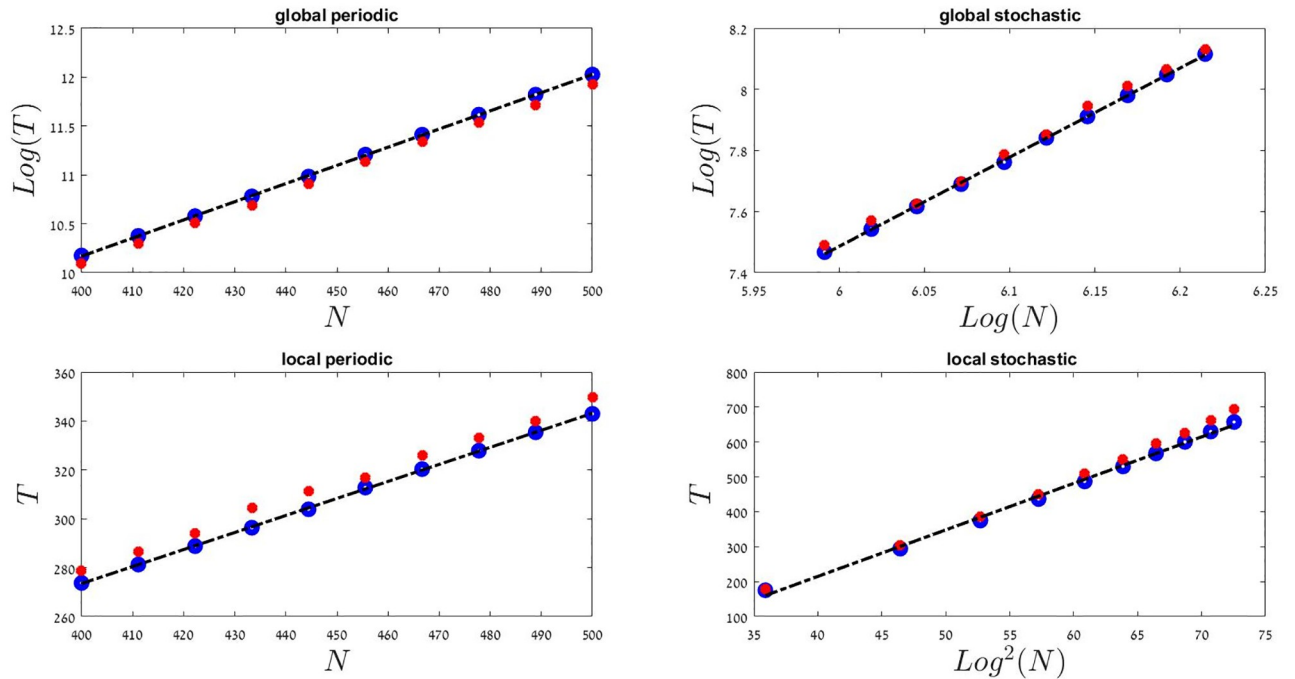 global periodic
12.5
12
11.5
11
10.5
10
Log(T)
400 410 420 430 440 450 460 470 480 490 500
N
global stochastic
8.2
8
7.8
7.6
7.4
Log(T)
5.95 6 6.05 6.1 6.15 6.2 6.25
Log(N)
local periodic
360
340
320
300
280
260
T
400 410 420 430 440 450 460 470 480 490 500
N
local stochastic
800
700
600
500
400
300
200
100
T
35 40 45 50 55 60 65 70 75
Log²(N)